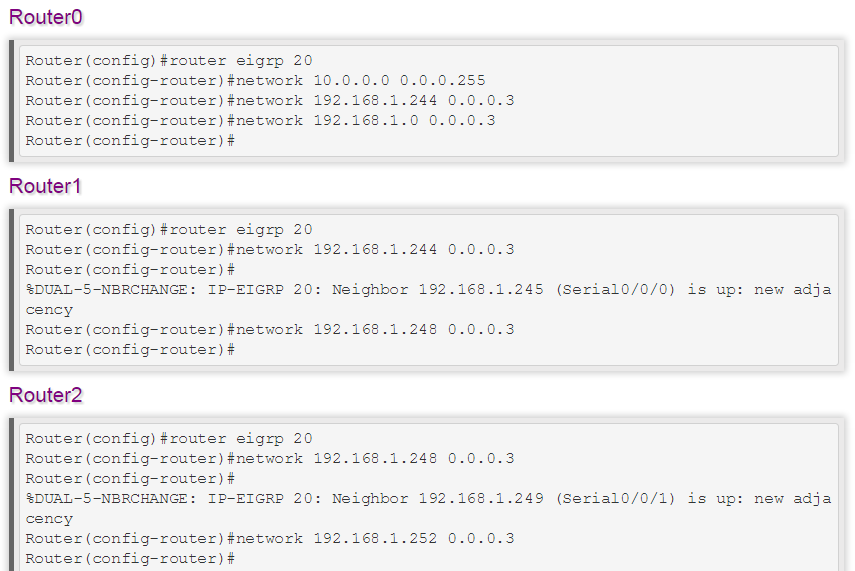 Router0
Router(config)#router eigrp 20
Router(config-router)#network 10.0.0.0 0.0.0.255
Router(config-router)#network 192.168.1.244 0.0.0.3
Router(config-router)#network 192.168.1.0 0.0.0.3
Router(config-router)#
Router1
Router(config)#router eigrp 20
Router(config-router)#network 192.168.1.244 0.0.0.3
Router(config-router)#
%DUAL-5-NBRCHANGE: IP-EIGRP 20: Neighbor 192.168.1.245 (Serial0/0/0) is up: new adja
cency
Router(config-router)#network 192.168.1.248 0.0.0.3
Router(config-router)#
Router2
Router(config)#router eigrp 20
Router(config-router)#network 192.168.1.248 0.0.0.3
Router(config-router)#
%DUAL-5-NBRCHANGE: IP-EIGRP 20: Neighbor 192.168.1.249 (Serial0/0/1) is up: new adja
cency
Router(config-router)#network 192.168.1.252 0.0.0.3
Router(config-router)#